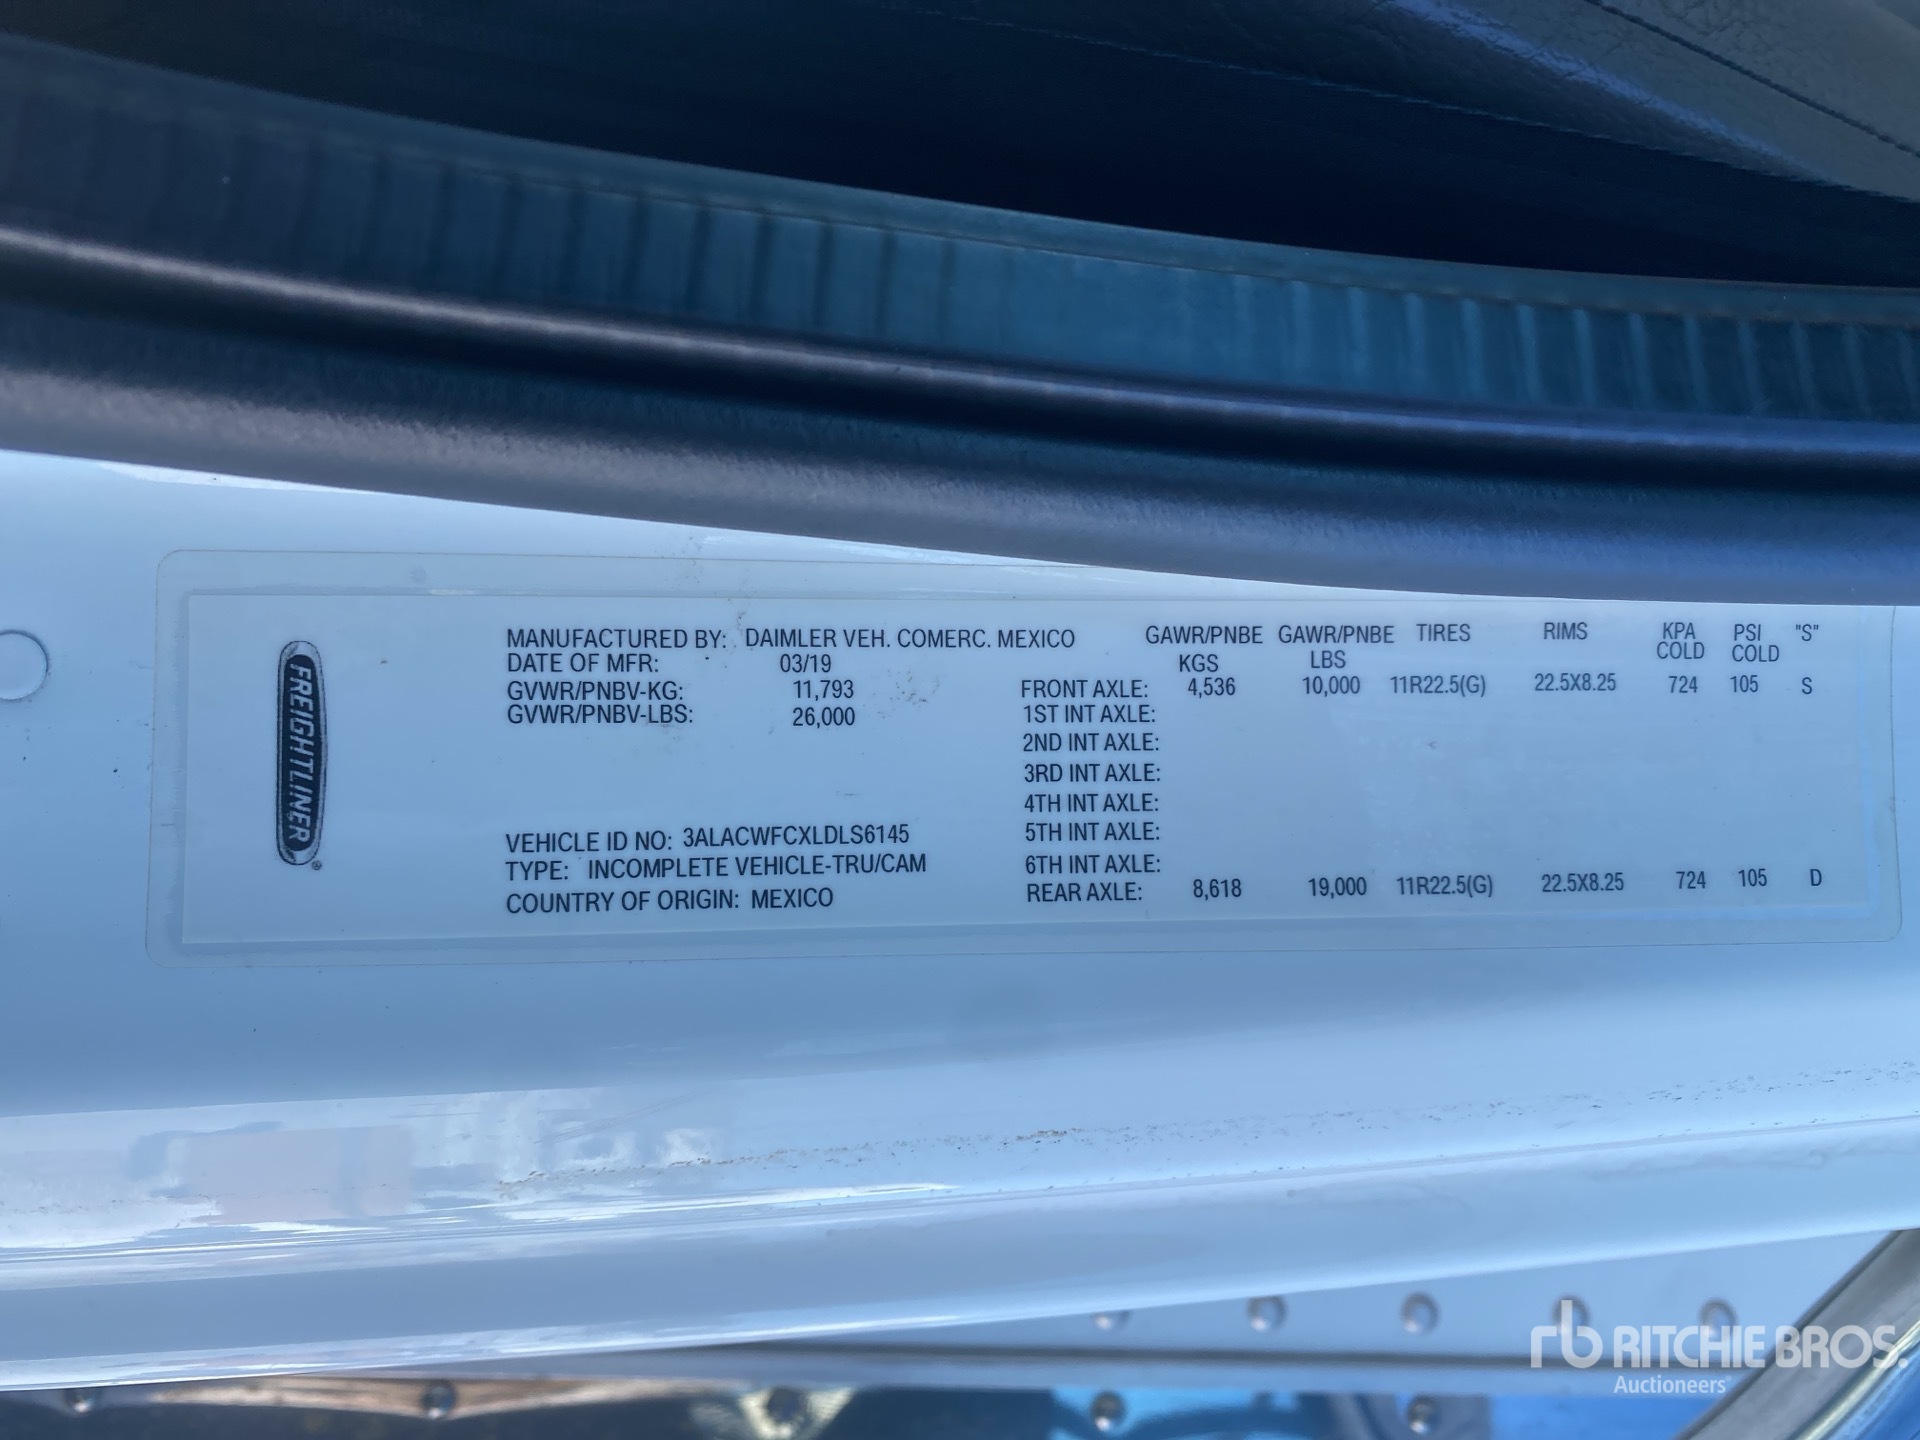 FREIGHTLINER
MANUFACTURED BY: DAIMLER VEH. COMERC. MEXICO
DATE OF MFR: 03/19
GVWR/PNBV-KG: 11,793
GVWR/PNBV-LBS: 26,000
VEHICLE ID NO: 3ALACWFCXLDLS6145
TYPE: INCOMPLETE VEHICLE-TRU/CAM
COUNTRY OF ORIGIN: MEXICO
GAWR/PNBE GAWR/PNBE TIRES RIMS KPA PSI "S"
KGS LBS COLD COLD
FRONT AXLE: 4,536 10,000 11R22.5(G) 22.5X8.25 724 105 S
1ST INT AXLE:
2ND INT AXLE:
3RD INT AXLE:
4TH INT AXLE:
5TH INT AXLE:
6TH INT AXLE:
REAR AXLE: 8,618 19,000 11R22.5(G) 22.5X8.25 724 105 D
rb RITCHIE BROS.
Auctioneers